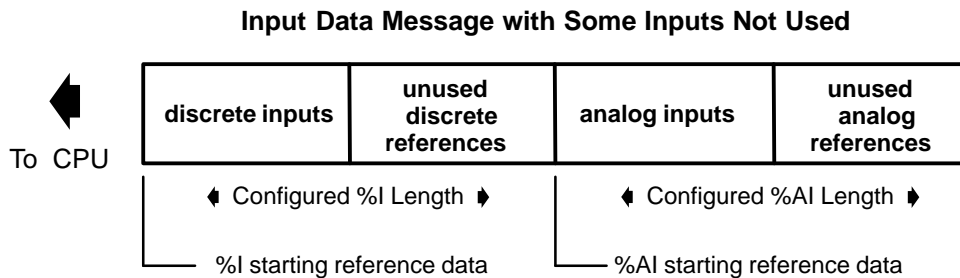 Input Data Message with Some Inputs Not Used
discrete inputs
unused
discrete
references
analog inputs
unused
analog
references
To CPU
Configured %I Length
Configured %AI Length
%I starting reference data
%AI starting reference data